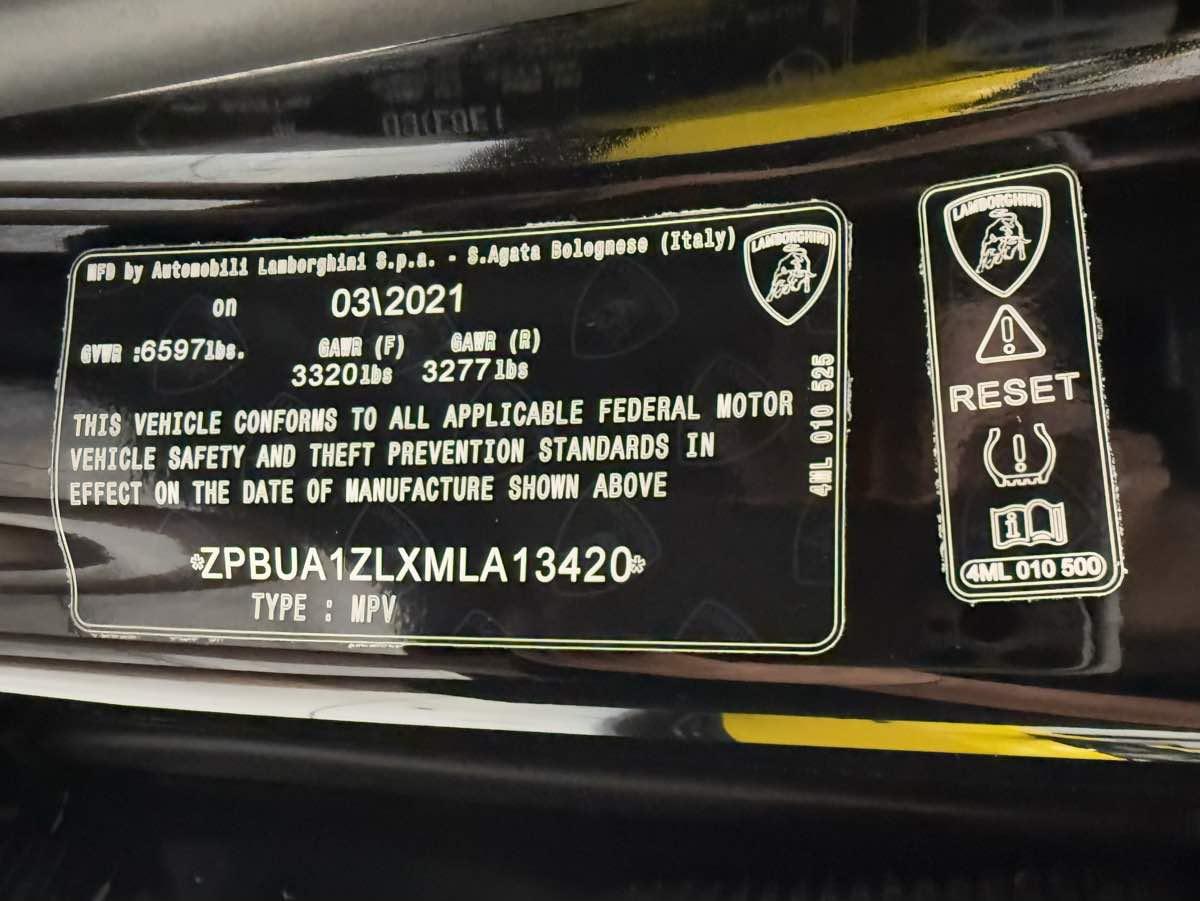 MFD by Automobili Lamborghini S.p.a. - S.Agata Bolognese (Italy)
on 03\2021
GVWR :6597lbs. GAWR (F) GAWR (R)
3320lbs 3277lbs
THIS VEHICLE CONFORMS TO ALL APPLICABLE FEDERAL MOTOR
VEHICLE SAFETY AND THEFT PREVENTION STANDARDS IN
EFFECT ON THE DATE OF MANUFACTURE SHOWN ABOVE
*ZPBUA1ZLXMLA13420*
TYPE : MPV
LAMBORGHINI
4ML 010 525
LAMBORGHINI
RESET
4ML 010 500